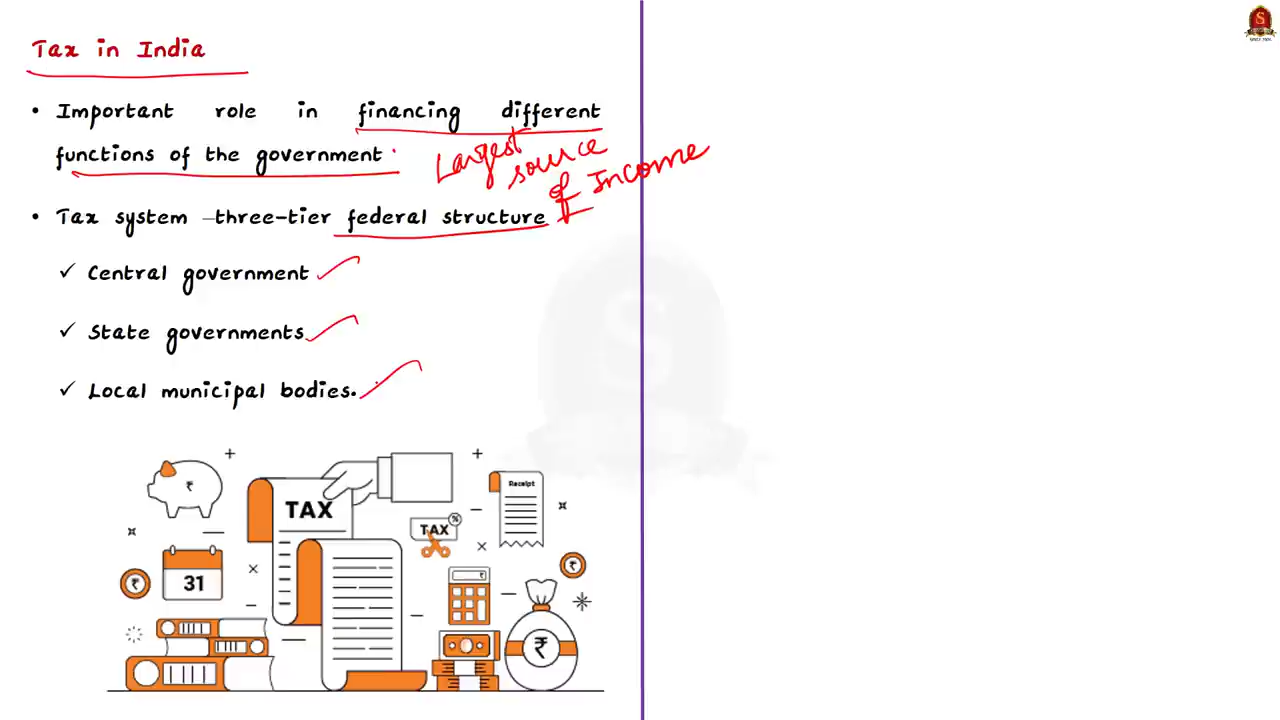 Tax in India
• Important role in financing different
functions of the government.
Largest
source
of Income
• Tax system –three-tier federal structure
✓ Central government
✓ State governments
✓ Local municipal bodies.
₹
TAX
Receipt
TAX
%
31
₹
₹
₹
₹
S